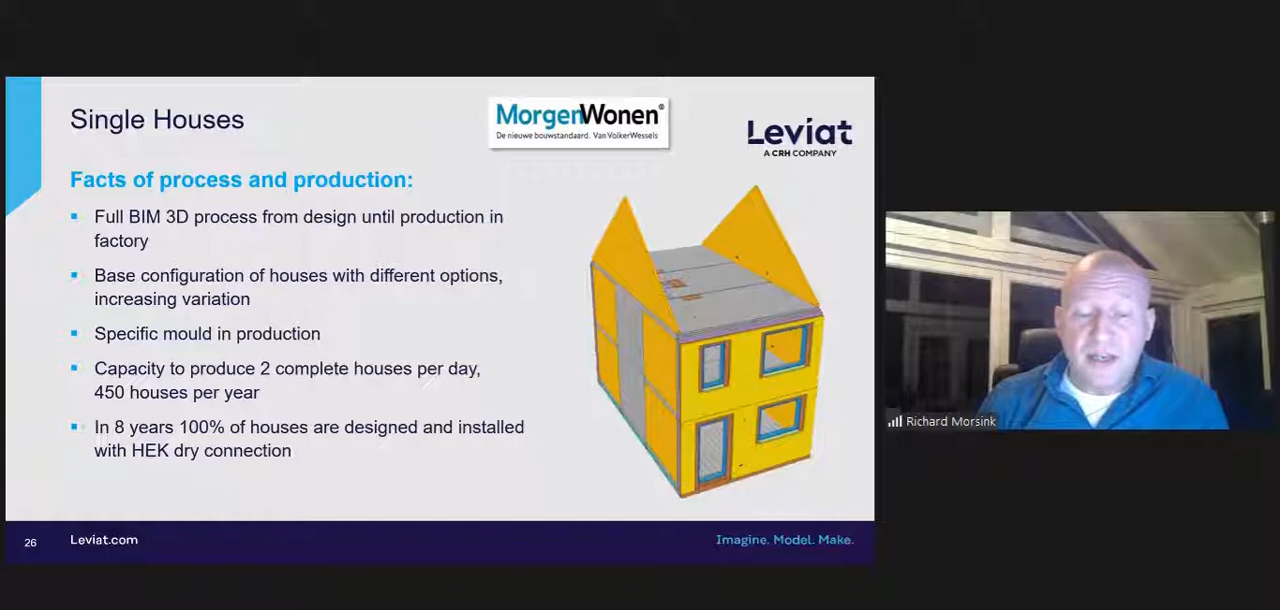 Single Houses
MorgenWonen®
De nieuwe bouwstandaard. Van VolkerWessels
Leviat
A CRH COMPANY
Facts of process and production:
▪ Full BIM 3D process from design until production in
factory
▪ Base configuration of houses with different options,
increasing variation
▪ Specific mould in production
▪ Capacity to produce 2 complete houses per day,
450 houses per year
▪ In 8 years 100% of houses are designed and installed
with HEK dry connection
Richard Morsink
26
Leviat.com
Imagine. Model. Make.